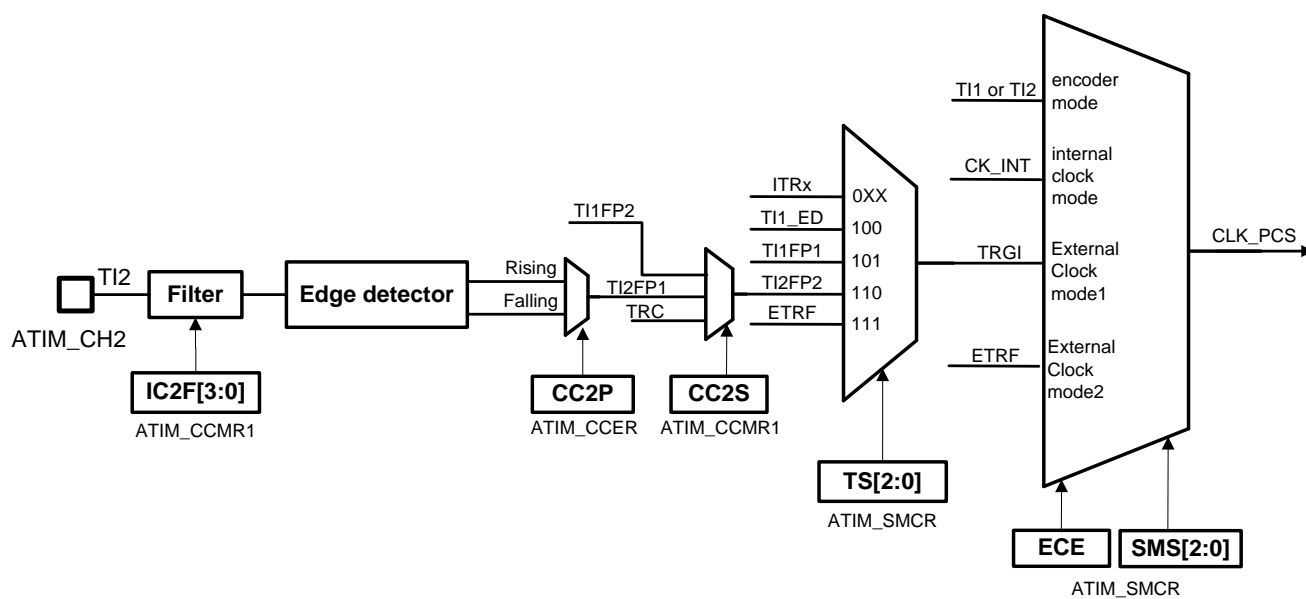 TI2
ATIM_CH2
Filter
IC2F[3:0]
ATIM_CCMR1
Edge detector
Rising
Falling
CC2P
ATIM_CCER
TI1FP2
TI2FP1
TRC
CC2S
ATIM_CCMR1
ITRx
TI1_ED
TI1FP1
TI2FP2
ETRF
0XX
100
101
110
111
TS[2:0]
ATIM_SMCR
TI1 or TI2
encoder
mode
CK_INT
internal
clock
mode
TRGI
External
Clock
mode1
ETRF
External
Clock
mode2
CLK_PCS
ECE
SMS[2:0]
ATIM_SMCR